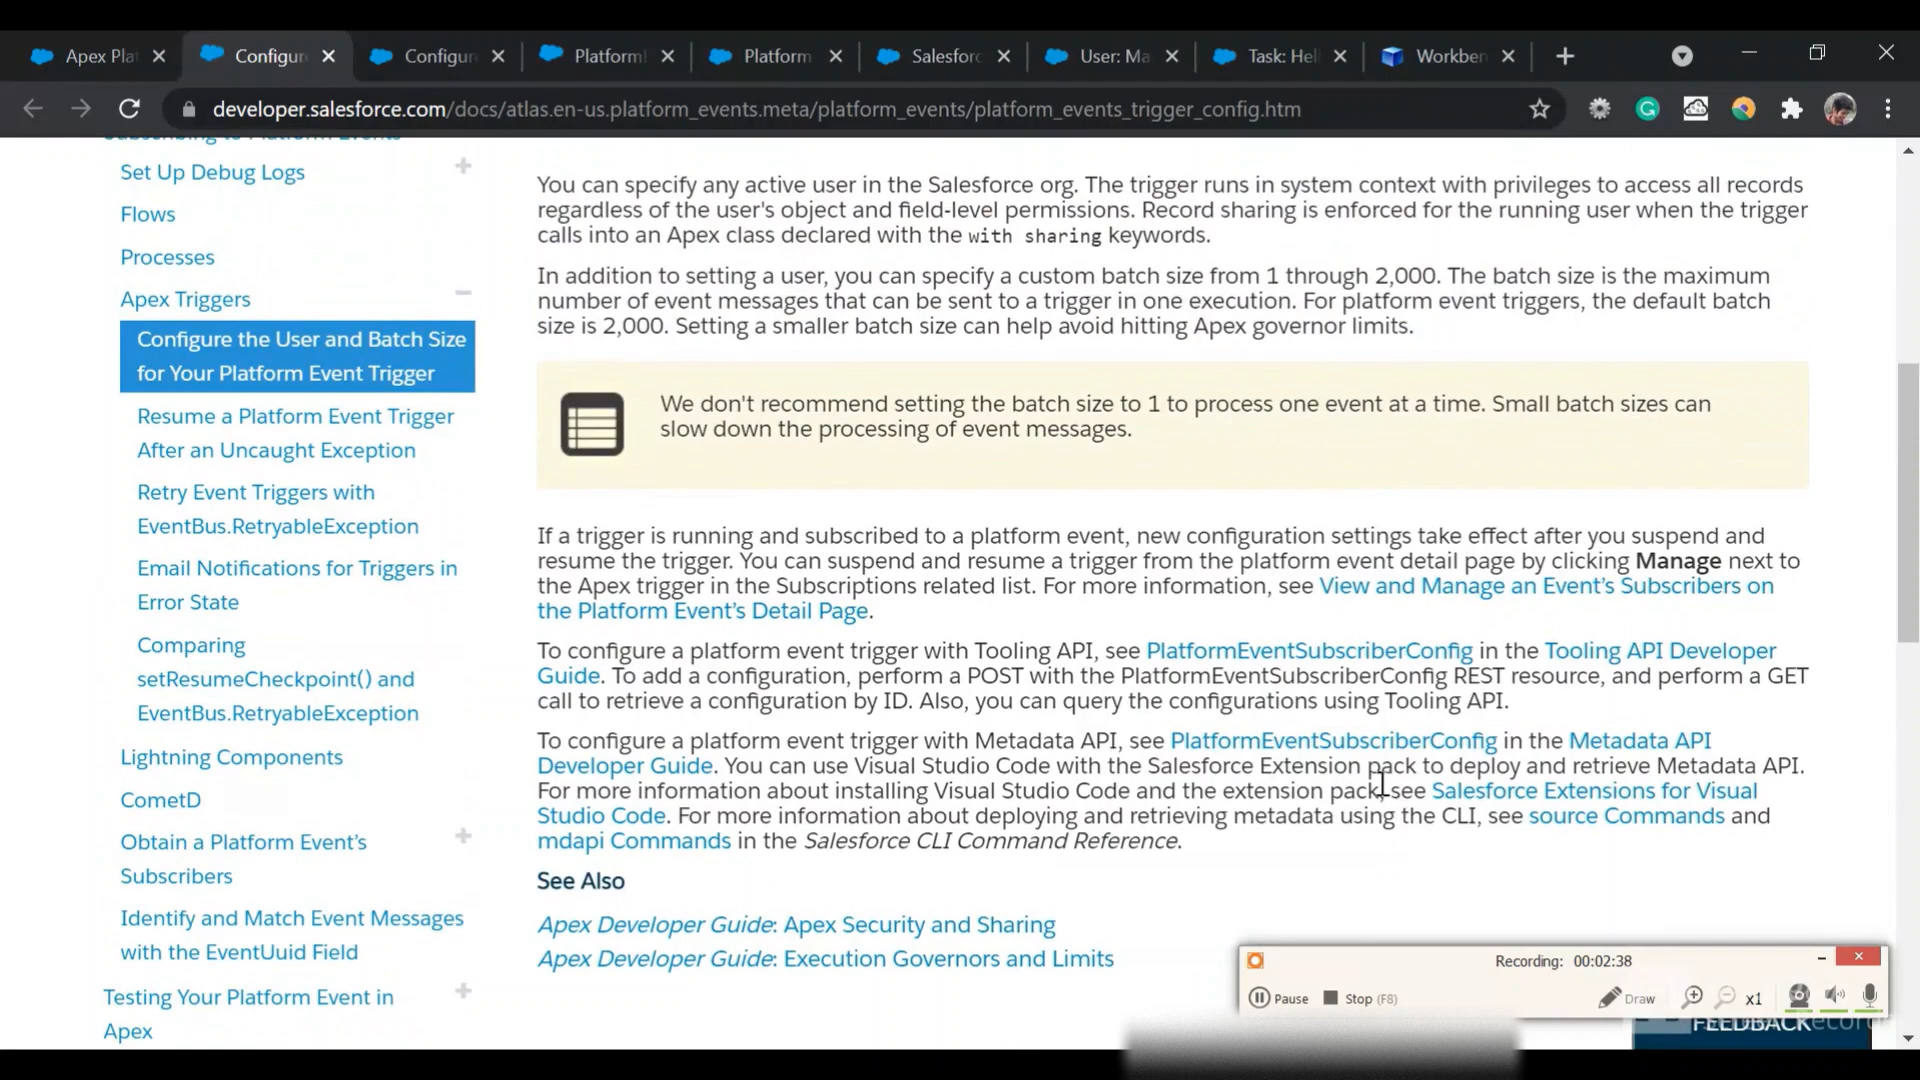 Apex Pla
Configur
Configur
Platform
Platform
Salesforc
User: Ma
Task: Hel
Workben
developer.salesforce.com/docs/atlas.en-us.platform_events.meta/platform_events/platform_events_trigger_config.htm
Subscribing to Platform Events
Set Up Debug Logs
Flows
Processes
Apex Triggers
Configure the User and Batch Size
for Your Platform Event Trigger
Resume a Platform Event Trigger
After an Uncaught Exception
Retry Event Triggers with
EventBus.RetryableException
Email Notifications for Triggers in
Error State
Comparing
setResumeCheckpoint() and
EventBus.RetryableException
Lightning Components
CometD
Obtain a Platform Event's
Subscribers
Identify and Match Event Messages
with the EventUuid Field
Testing Your Platform Event in
Apex
You can specify any active user in the Salesforce org. The trigger runs in system context with privileges to access all records
regardless of the user's object and field-level permissions. Record sharing is enforced for the running user when the trigger
calls into an Apex class declared with the with sharing keywords.
In addition to setting a user, you can specify a custom batch size from 1 through 2,000. The batch size is the maximum
number of event messages that can be sent to a trigger in one execution. For platform event triggers, the default batch
size is 2,000. Setting a smaller batch size can help avoid hitting Apex governor limits.
We don't recommend setting the batch size to 1 to process one event at a time. Small batch sizes can
slow down the processing of event messages.
If a trigger is running and subscribed to a platform event, new configuration settings take effect after you suspend and
resume the trigger. You can suspend and resume a trigger from the platform event detail page by clicking Manage next to
the Apex trigger in the Subscriptions related list. For more information, see View and Manage an Event's Subscribers on
the Platform Event's Detail Page.
To configure a platform event trigger with Tooling API, see PlatformEventSubscriberConfig in the Tooling API Developer
Guide. To add a configuration, perform a POST with the PlatformEventSubscriberConfig REST resource, and perform a GET
call to retrieve a configuration by ID. Also, you can query the configurations using Tooling API.
To configure a platform event trigger with Metadata API, see PlatformEventSubscriberConfig in the Metadata API
Developer Guide. You can use Visual Studio Code with the Salesforce Extension pack to deploy and retrieve Metadata API.
For more information about installing Visual Studio Code and the extension pack, see Salesforce Extensions for Visual
Studio Code. For more information about deploying and retrieving metadata using the CLI, see source Commands and
mdapi Commands in the Salesforce CLI Command Reference.
See Also
Apex Developer Guide: Apex Security and Sharing
Apex Developer Guide: Execution Governors and Limits
Recording: 00:02:38
Pause Stop (F8) Draw x1
FEEDBACK